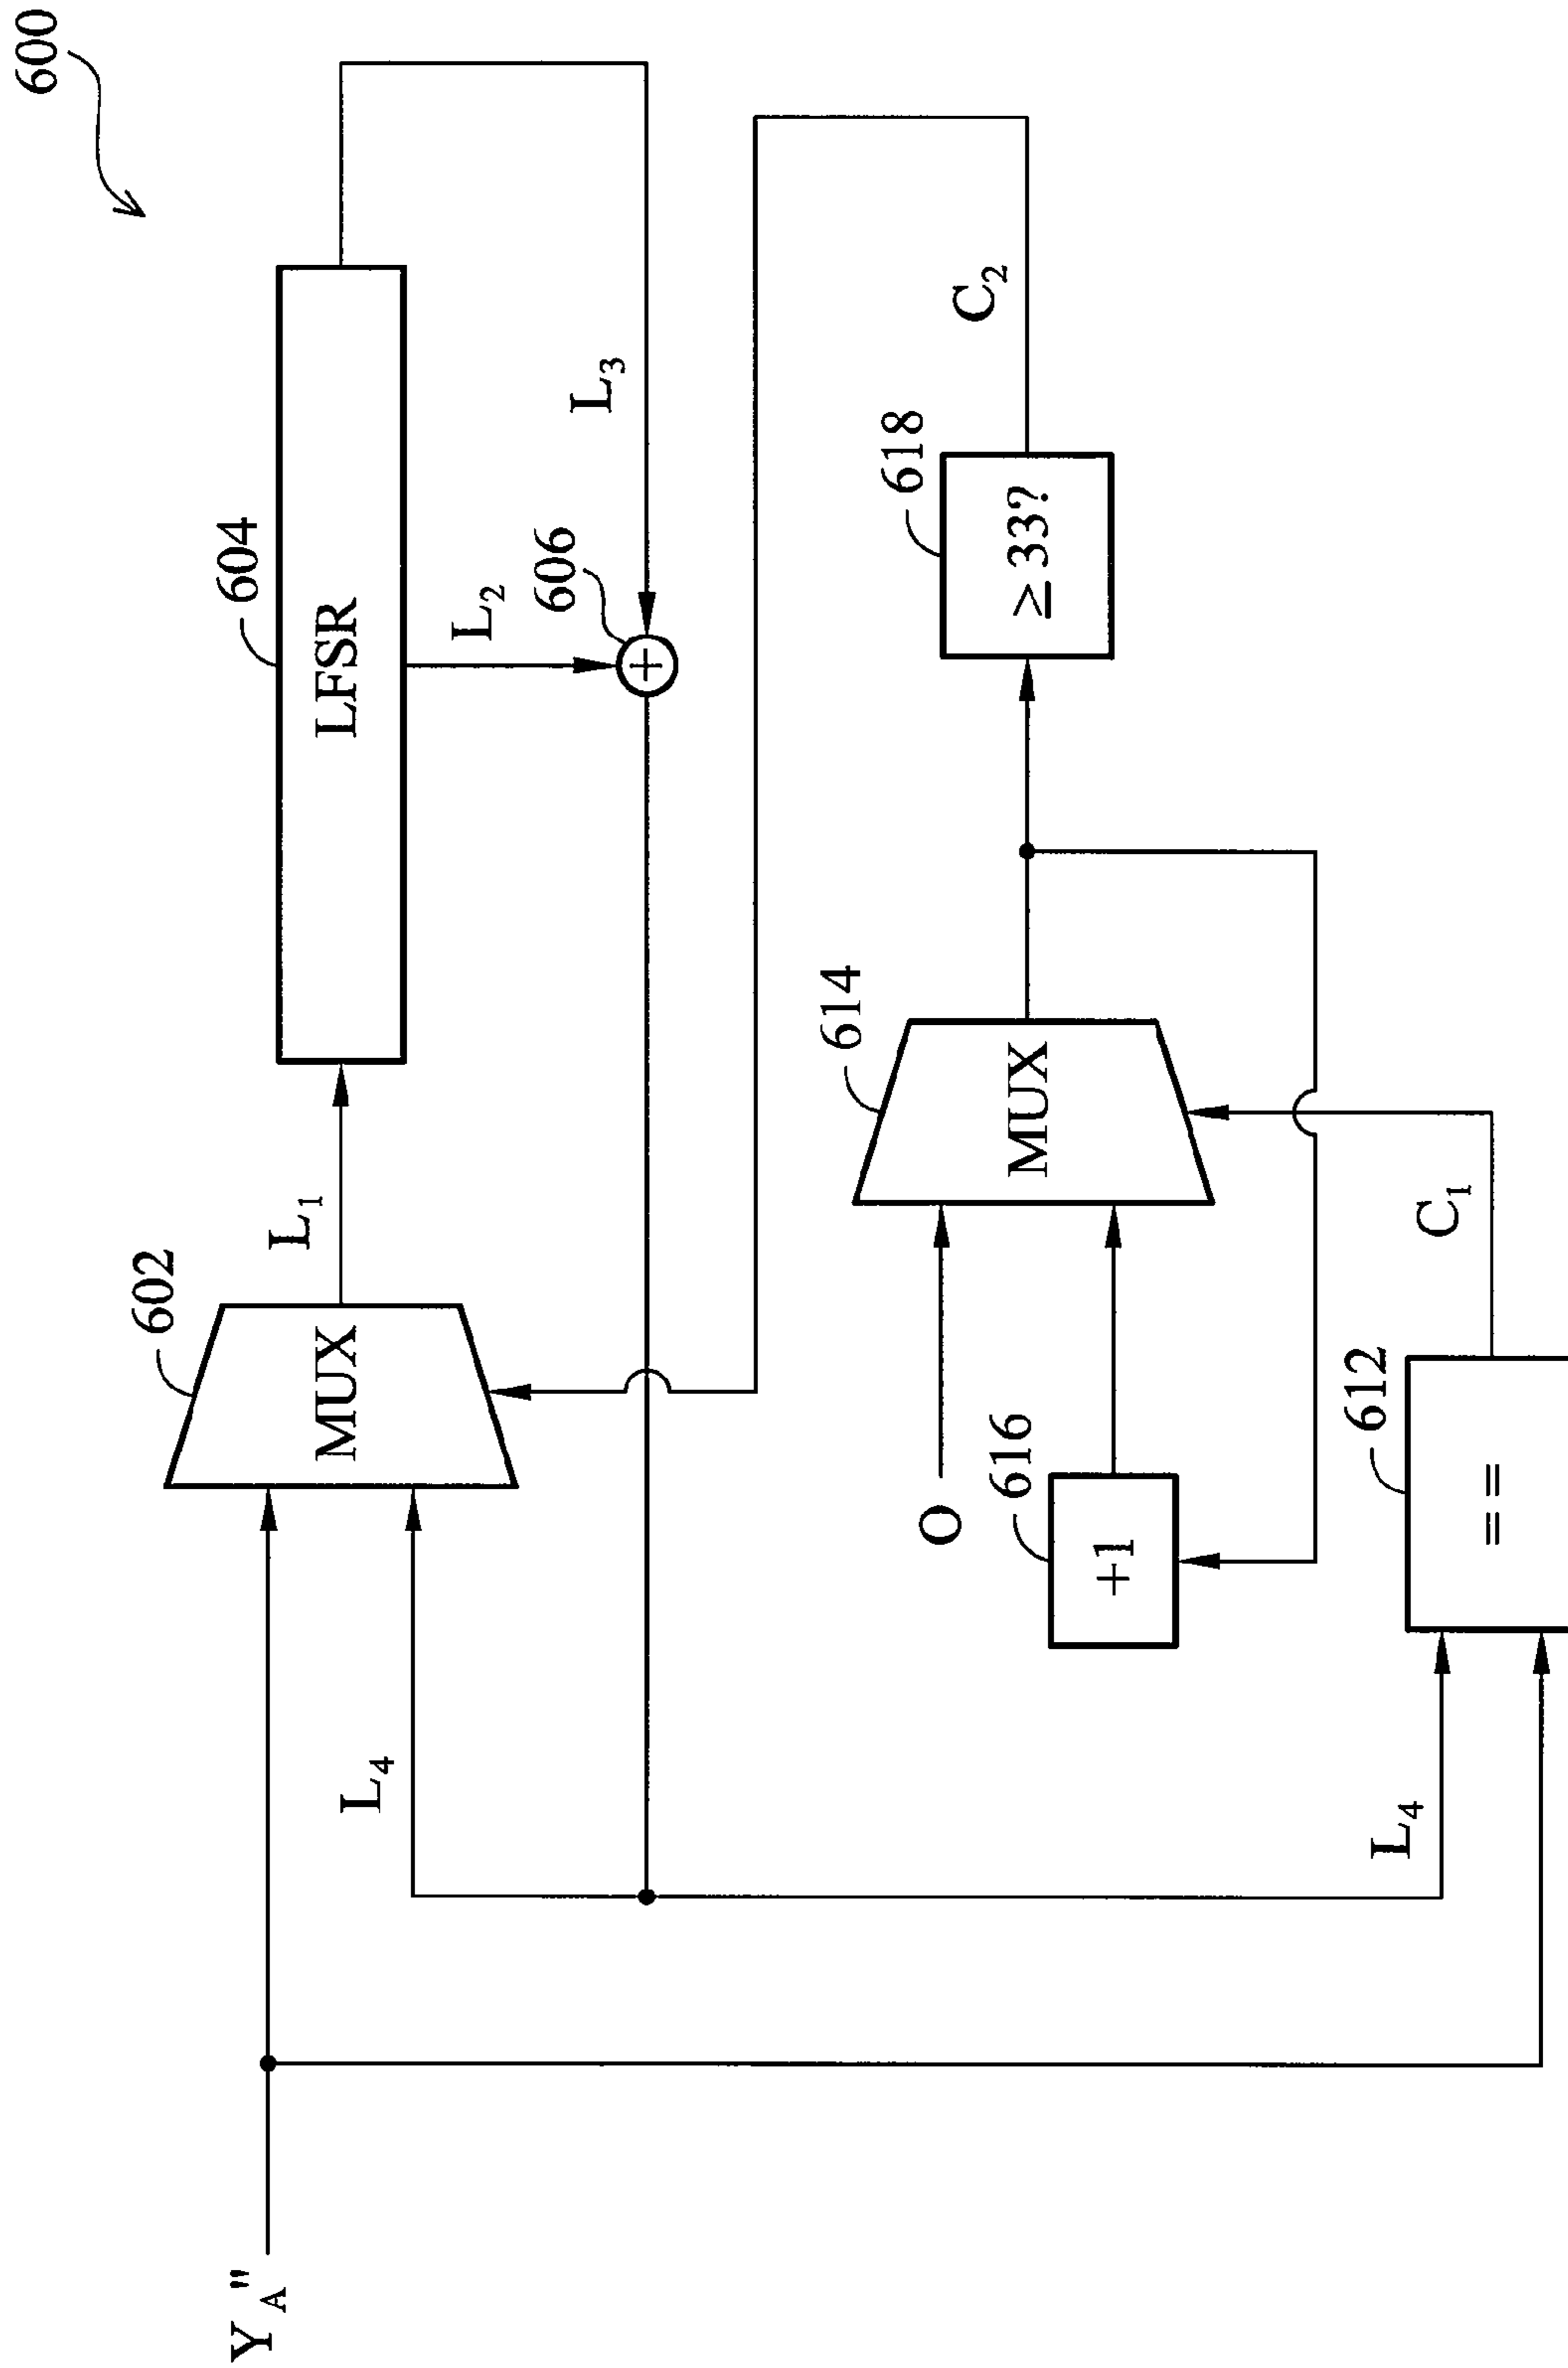 600
604
LFSR
602
MUX
L1
L2
606
L3
L4
YA"
614
MUX
618
≥33?
C2
O
616
+1
612
==
C1
L4